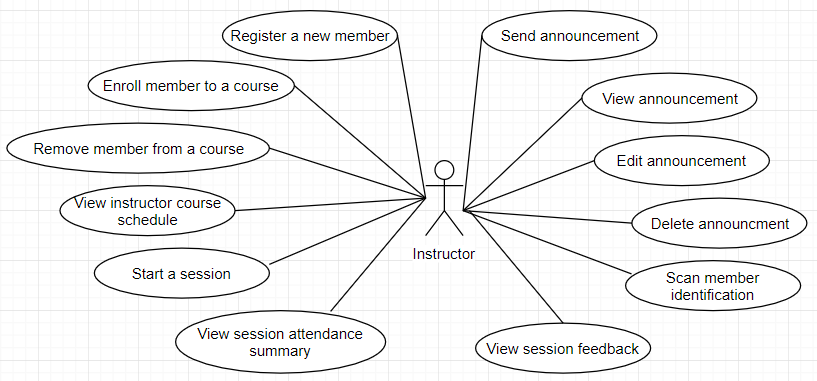 Register a new member
Send announcement
Enroll member to a course
View announcement
Remove member from a course
Edit announcement
View instructor course
schedule
Delete announcment
Instructor
Start a session
Scan member
identification
View session attendance
summary
View session feedback